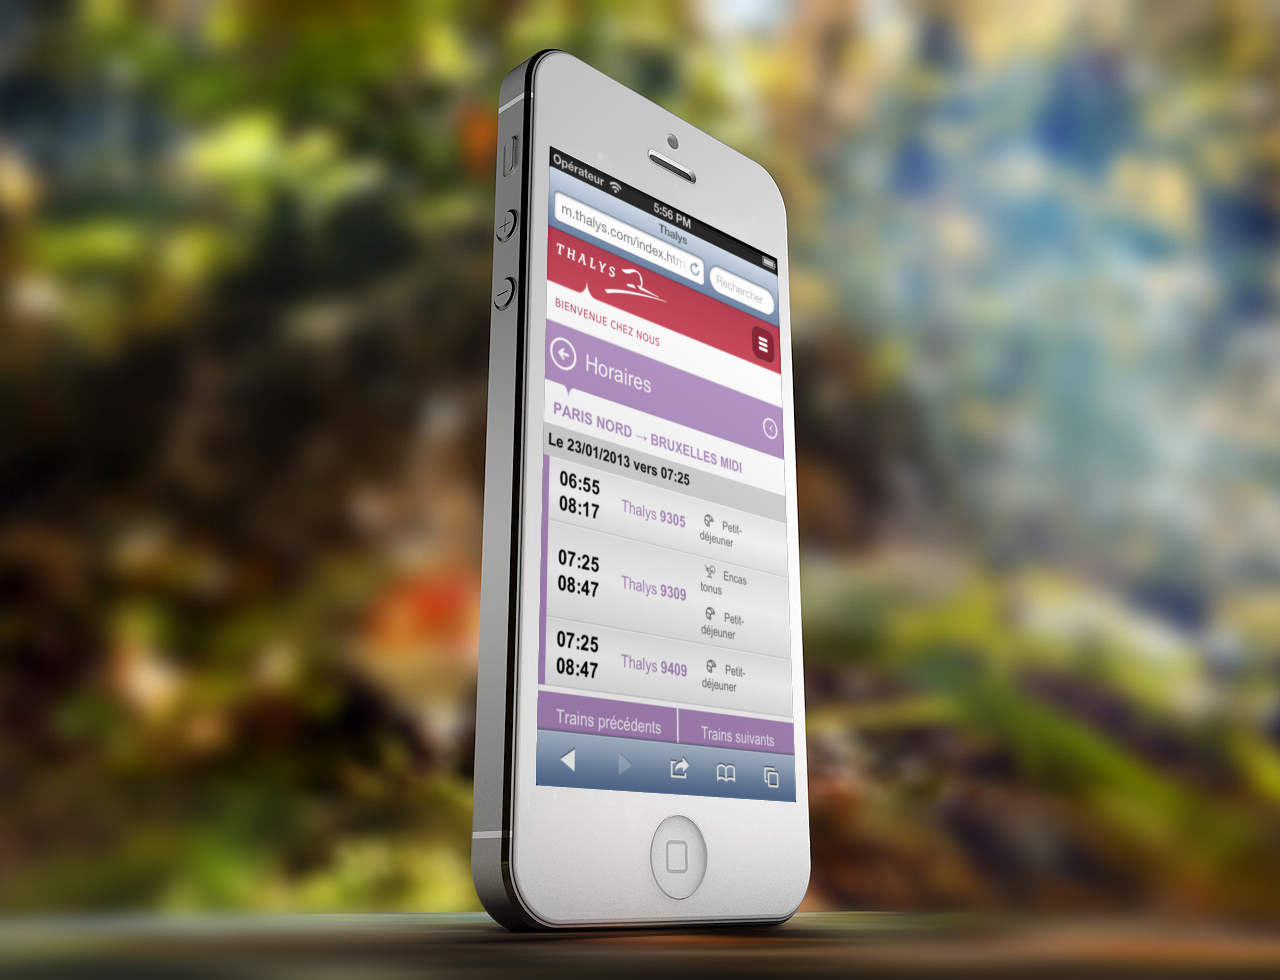 Opérateur
5:56 PM
Thalys
m.thalys.com/index.htm
Rechercher
THALYS
BIENVENUE CHEZ NOUS
Horaires
PARIS NORD → BRUXELLES MIDI
Le 23/01/2013 vers 07:25
06:55
08:17
Thalys 9305
Petit-
déjeuner
07:25
08:47
Thalys 9309
Encas
tonus
Petit-
déjeuner
07:25
08:47
Thalys 9409
Petit-
déjeuner
Trains précédents
Trains suivants